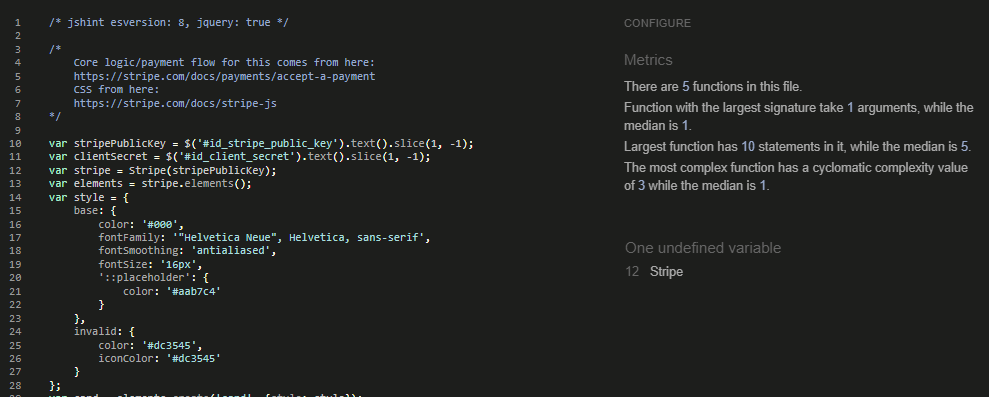 1 /* jshint esversion: 8, jquery: true */
2
3 /*
4 Core logic/payment flow for this comes from here:
5 https://stripe.com/docs/payments/accept-a-payment
6 CSS from here:
7 https://stripe.com/docs/stripe-js
8 */
9
10 var stripePublicKey = $('#id_stripe_public_key').text().slice(1, -1);
11 var clientSecret = $('#id_client_secret').text().slice(1, -1);
12 var stripe = Stripe(stripePublicKey);
13 var elements = stripe.elements();
14 var style = {
15 base: {
16 color: '#000',
17 fontFamily: '"Helvetica Neue", Helvetica, sans-serif',
18 fontSmoothing: 'antialiased',
19 fontSize: '16px',
20 '::placeholder': {
21 color: '#aab7c4'
22 }
23 },
24 invalid: {
25 color: '#dc3545',
26 iconColor: '#dc3545'
27 }
28 };
CONFIGURE
Metrics
There are 5 functions in this file.
Function with the largest signature take 1 arguments, while the
median is 1.
Largest function has 10 statements in it, while the median is 5.
The most complex function has a cyclomatic complexity value
of 3 while the median is 1.
One undefined variable
12 Stripe